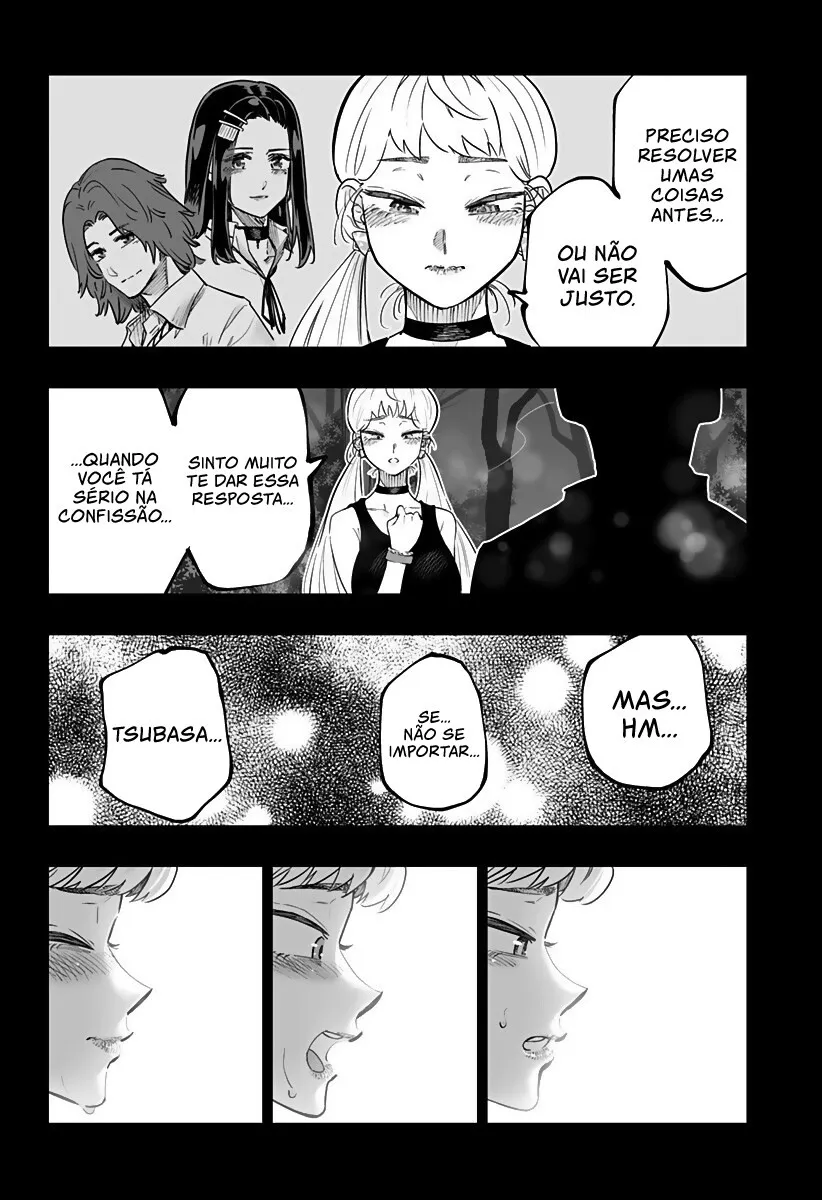 PRECISO
RESOLVER
UMAS
COISAS
ANTES...
OU NÃO
VAI SER
JUSTO.
SINTO MUITO
TE DAR ESSA
RESPOSTA...
...QUANDO
VOCÊ TÁ
SÉRIO NA
CONFISSÃO...
MAS...
HM...
SE...
NÃO SE
IMPORTAR...
TSUBASA...